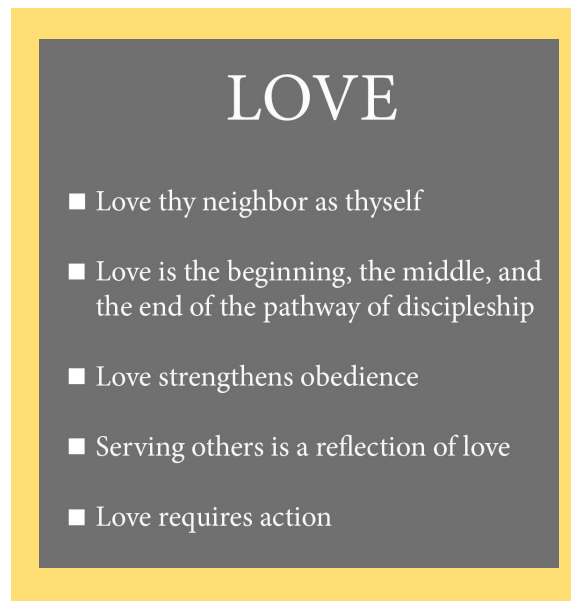 LOVE
■ Love thy neighbor as thyself
■ Love is the beginning, the middle, and
the end of the pathway of discipleship
■ Love strengthens obedience
■ Serving others is a reflection of love
■ Love requires action